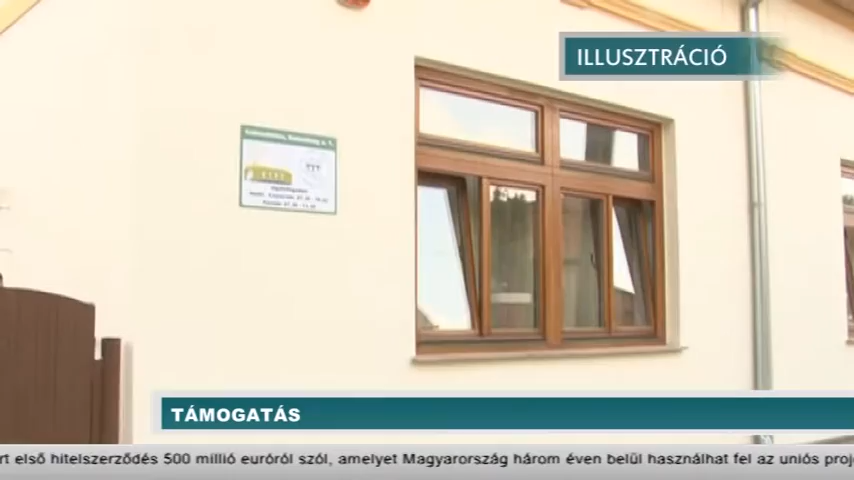 ILLUSZTRÁCIÓ
TÁMOGATÁS
rt első hitelszerződés 500 millió euróról szól, amelyet Magyarország három éven belül használhat fel az uniós proj